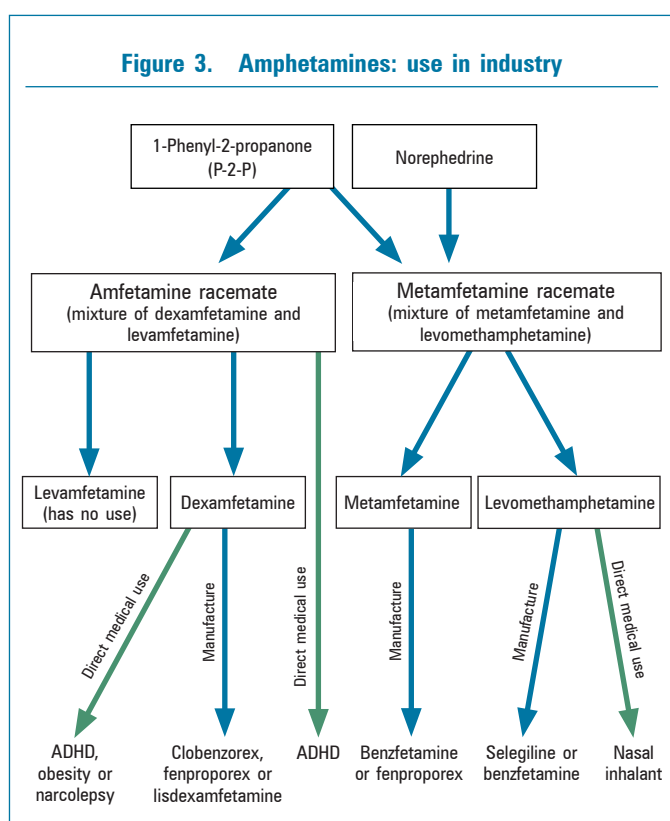 Figure 3. Amphetamines: use in industry
1-Phenyl-2-propanone
(P-2-P)
Norephedrine
Amfetamine racemate
(mixture of dexamfetamine and
levamfetamine)
Metamfetamine racemate
(mixture of metamfetamine and
levomethamphetamine)
Levamfetamine
(has no use)
Dexamfetamine
Metamfetamine
Levomethamphetamine
Direct medical use
Manufacture
Direct medical use
Manufacture
Manufacture
Direct medical use
ADHD,
obesity or
narcolepsy
Clobenzorex,
fenproporex or
lisdexamfetamine
ADHD
Benzfetamine
or fenproporex
Selegiline or
benzfetamine
Nasal
inhalant